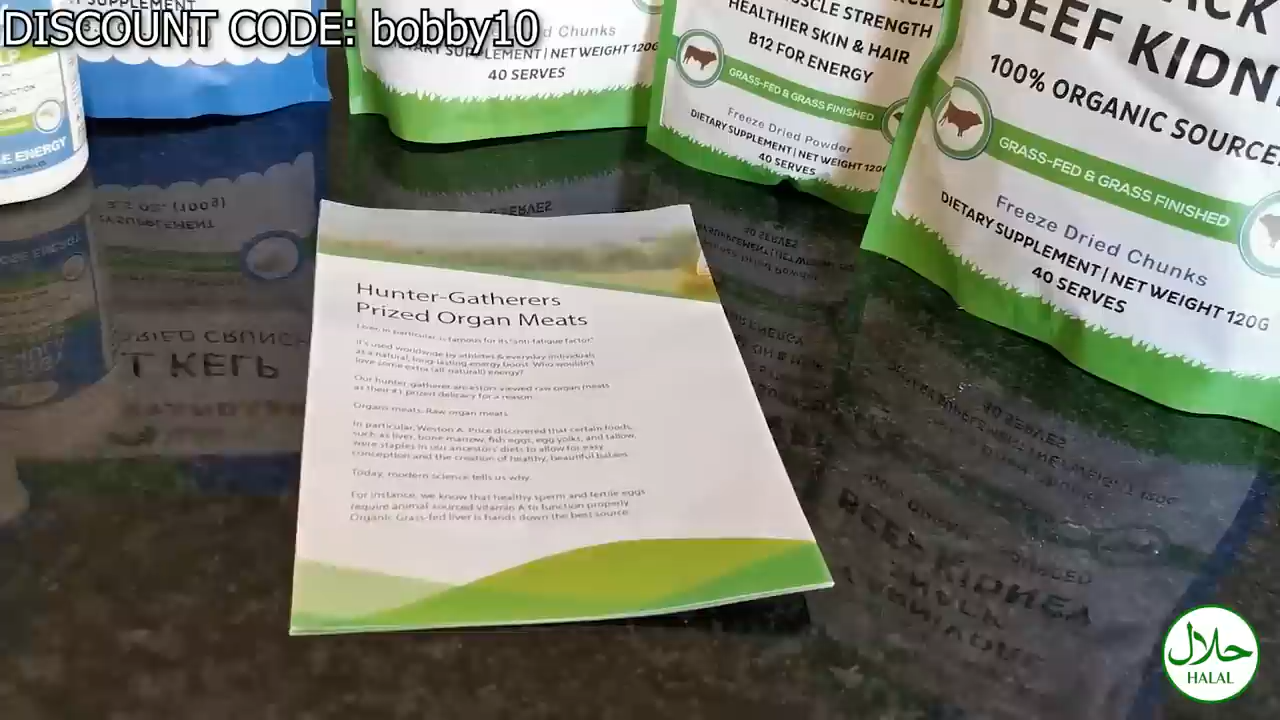 DISCOUNT CODE: bobby10
SUPPLEMENT
E ENERGY
Chunks
SUPPLEMENT | NET WEIGHT 120G
40 SERVES
MUSCLE STRENGTH
HEALTHIER SKIN & HAIR
B12 FOR ENERGY
GRASS-FED & GRASS FINISHED
Freeze Dried Powder
DIETARY SUPPLEMENT | NET WEIGHT 120
40 SERVES
BEEF KIDN
100% ORGANIC SOURCE
GRASS-FED & GRASS FINISHED
Freeze Dried Chunks
DIETARY SUPPLEMENT | NET WEIGHT 120G
40 SERVES
Hunter-Gatherers
Prized Organ Meats
Liver, in particular, is famous for its "anti-fatigue factor"
It's used worldwide by athletes & everyday individuals
as a natural, long-lasting energy boost. Who wouldn't
love some extra (all-natural!) energy?
Our hunter-gatherer ancestors viewed raw organ meats
as their #1 prized delicacy for a reason.
Organs meats. Raw organ meats.
In particular, Weston A. Price discovered that certain foods,
such as liver, bone marrow, fish eggs, egg yolks, and tallow,
were staples in our ancestors' diets to allow for easy
conception and the creation of healthy, beautiful babies.
Today, modern science tells us why.
For instance, we know that healthy sperm and fertile eggs
require animal sourced vitamin A to function properly.
Organic Grass-fed liver is hands down the best source.
حلال
HALAL